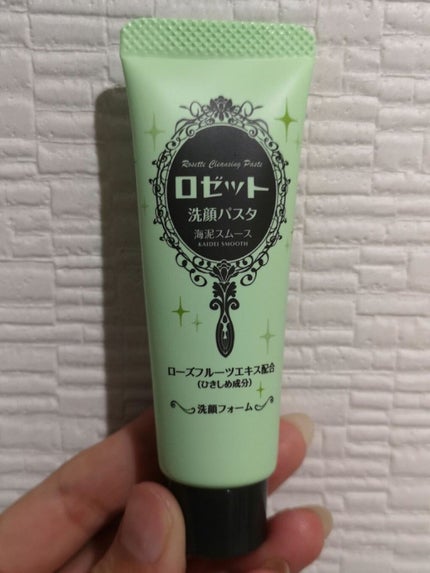 Rosette Cleansing Paste
ロゼット
洗顔パスタ
海泥スムース
KAIDEI SMOOTH
ローズフルーツエキス配合
(ひきしめ成分)
洗顔フォーム